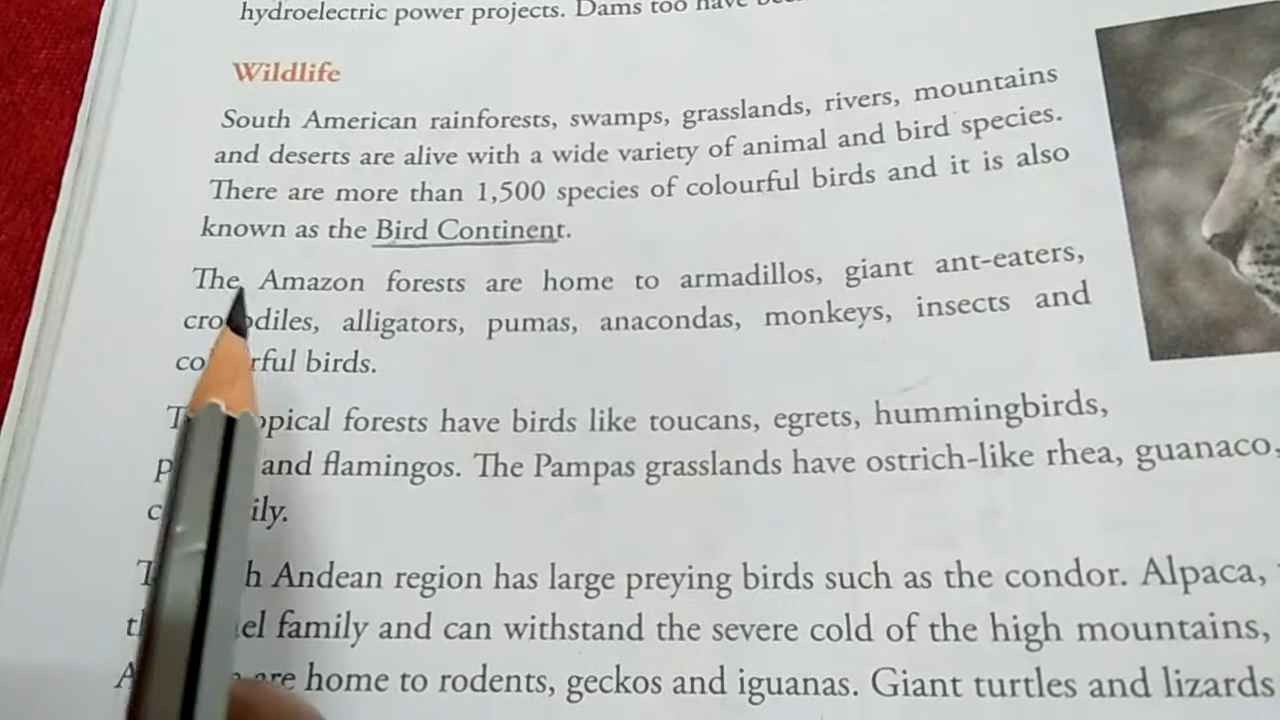 hydroelectric power projects. Dams too have
Wildlife
South American rainforests, swamps, grasslands, rivers, mountains
and deserts are alive with a wide variety of animal and bird species.
There are more than 1,500 species of colourful birds and it is also
known as the Bird Continent.
The Amazon forests are home to armadillos, giant ant-eaters,
crocodiles, alligators, pumas, anacondas, monkeys, insects and
colourful birds.
tropical forests have birds like toucans, egrets, hummingbirds,
and flamingos. The Pampas grasslands have ostrich-like rhea, guanaco,
Andean region has large preying birds such as the condor. Alpaca,
family and can withstand the severe cold of the high mountains,
are home to rodents, geckos and iguanas. Giant turtles and lizards